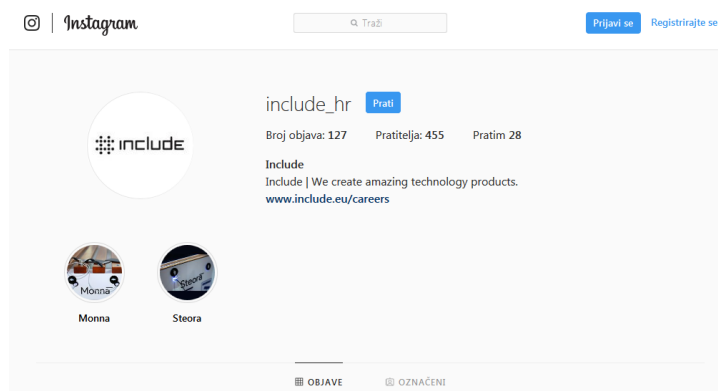 Instagram
Traži
Prijavi se
Registrirajte se
include_hr
Prati
Broj objava: 127 Pratitelja: 455 Pratim 28
include
Include
Include | We create amazing technology products.
www.include.eu/careers
Monna
Steora
Monna Steora
OBJAVE OZNAČENI